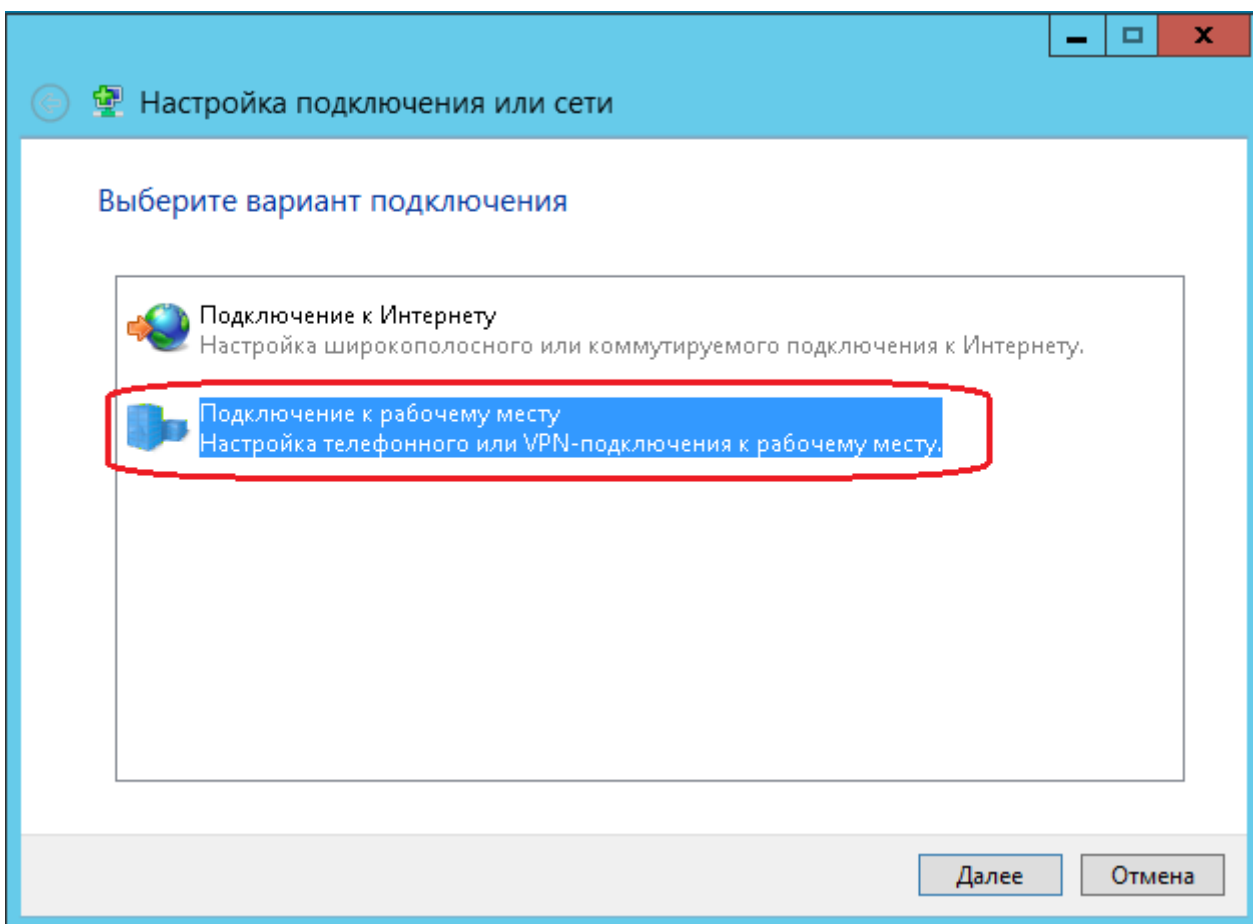 Настройка подключения или сети
Выберите вариант подключения
Подключение к Интернету
Настройка широкополосного или коммутируемого подключения к Интернету.
Подключение к рабочему месту
Настройка телефонного или VPN-подключения к рабочему месту.
Далее
Отмена